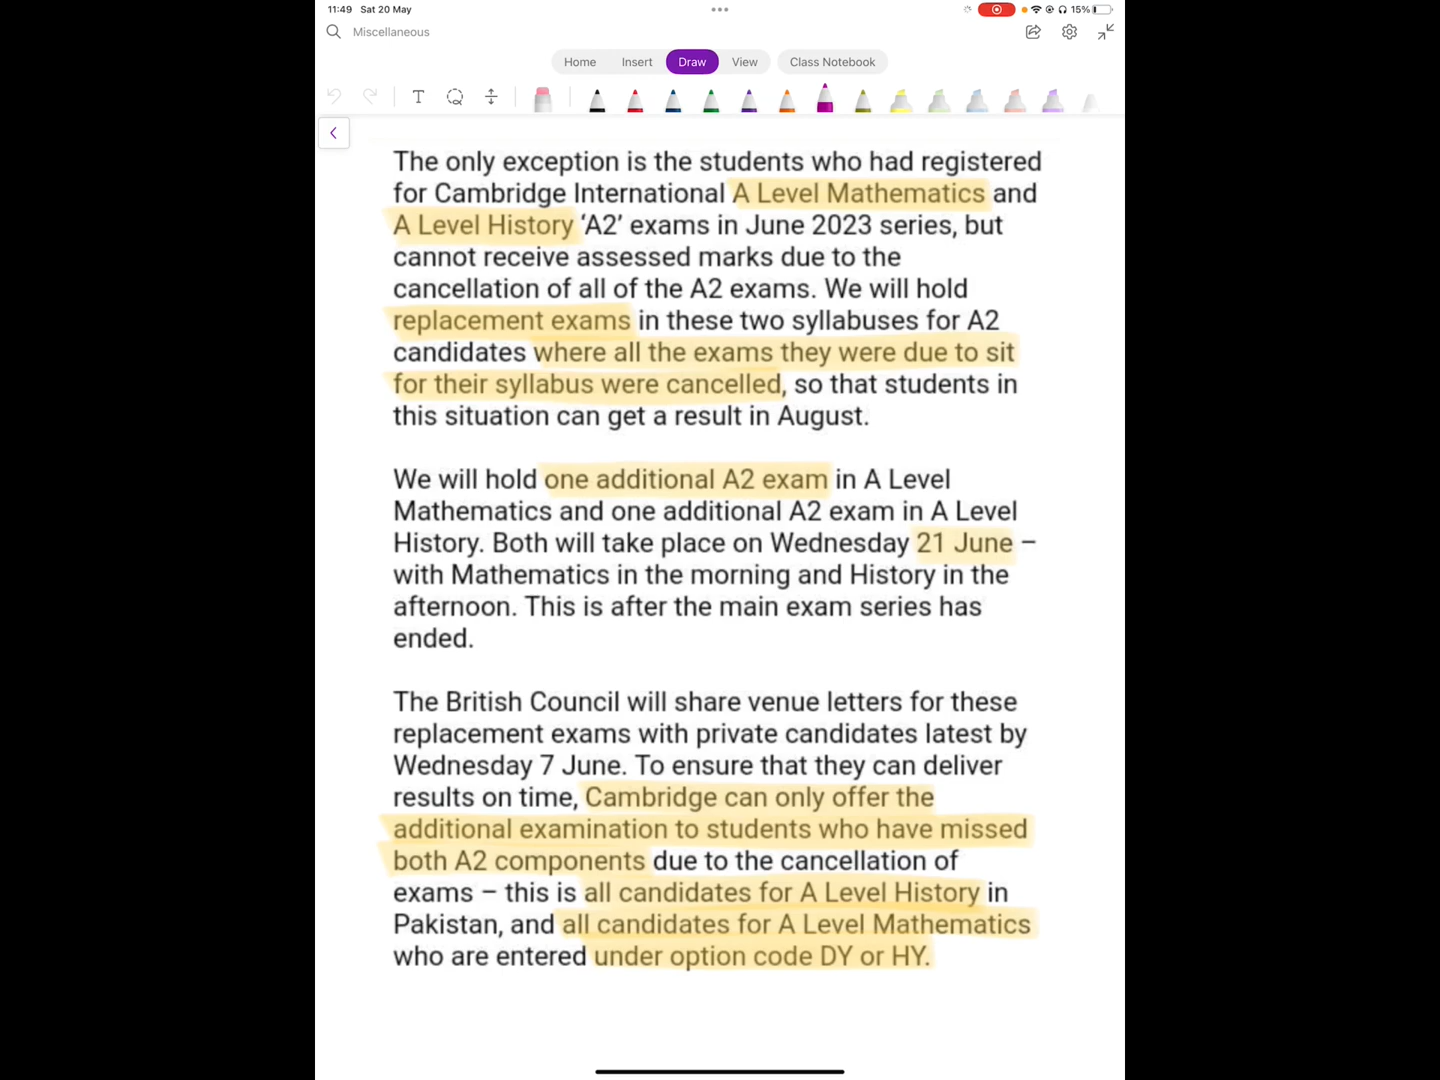 11:49 Sat 20 May
15%
Miscellaneous
Home Insert Draw View Class Notebook
T
The only exception is the students who had registered
for Cambridge International A Level Mathematics and
A Level History ‘A2’ exams in June 2023 series, but
cannot receive assessed marks due to the
cancellation of all of the A2 exams. We will hold
replacement exams in these two syllabuses for A2
candidates where all the exams they were due to sit
for their syllabus were cancelled, so that students in
this situation can get a result in August.
We will hold one additional A2 exam in A Level
Mathematics and one additional A2 exam in A Level
History. Both will take place on Wednesday 21 June –
with Mathematics in the morning and History in the
afternoon. This is after the main exam series has
ended.
The British Council will share venue letters for these
replacement exams with private candidates latest by
Wednesday 7 June. To ensure that they can deliver
results on time, Cambridge can only offer the
additional examination to students who have missed
both A2 components due to the cancellation of
exams – this is all candidates for A Level History in
Pakistan, and all candidates for A Level Mathematics
who are entered under option code DY or HY.